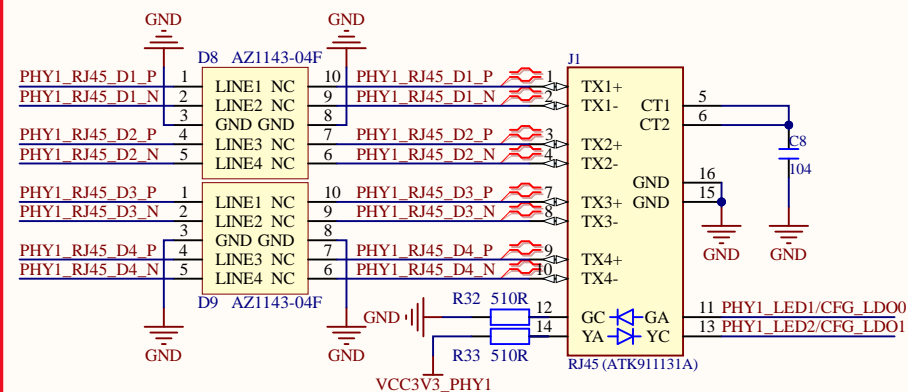 GND
D8 AZ1143-04F
PHY1_RJ45_D1_P 1 LINE1 NC 10 PHY1_RJ45_D1_P
PHY1_RJ45_D1_N 2 LINE2 NC 9 PHY1_RJ45_D1_N
3 GND GND 8
PHY1_RJ45_D2_P 4 LINE3 NC 7 PHY1_RJ45_D2_P
PHY1_RJ45_D2_N 5 LINE4 NC 6 PHY1_RJ45_D2_N
GND
PHY1_RJ45_D3_P 1 LINE1 NC 10 PHY1_RJ45_D3_P
PHY1_RJ45_D3_N 2 LINE2 NC 9 PHY1_RJ45_D3_N
3 GND GND 8
PHY1_RJ45_D4_P 4 LINE3 NC 7 PHY1_RJ45_D4_P
PHY1_RJ45_D4_N 5 LINE4 NC 6 PHY1_RJ45_D4_N
D9 AZ1143-04F
GND
GND
J1
1 TX1+
2 TX1-
3 TX2+
4 TX2-
7 TX3+
8 TX3-
9 TX4+
10 TX4-
CT1 5
CT2 6
C8
104
GND 16
GND 15
GND
GND
GND R32 510R 12 GC GA 11 PHY1_LED1/CFG_LDO0
14 YA YC 13 PHY1_LED2/CFG_LDO1
R33 510R
RJ45 (ATK911131A)
VCC3V3_PHY1